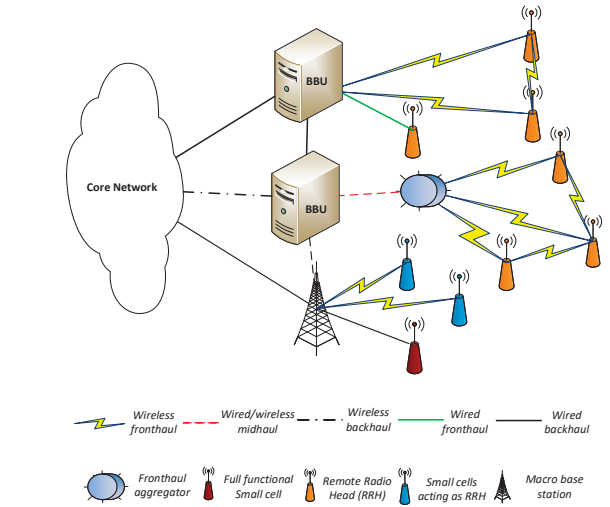 BBU
Core Network
BBU
Wireless
fronthaul
Wired/wireless
midhaul
Wireless
backhaul
Wired
fronthaul
Wired
backhaul
Fronthaul
aggregator
Full functional
Small cell
Remote Radio
Head (RRH)
Small cells
acting as RRH
Macro base
station